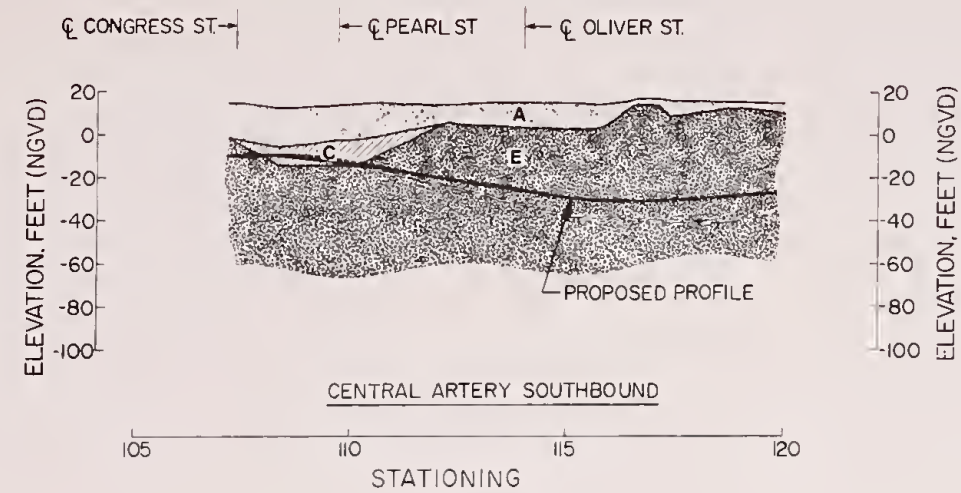 ℄ CONGRESS ST. ℄ PEARL ST ℄ OLIVER ST.
ELEVATION, FEET (NGVD)
20
0
-20
-40
-60
-80
-100
A
C
E
PROPOSED PROFILE
20
0
-20
-40
-60
-80
-100
ELEVATION, FEET (NGVD)
CENTRAL ARTERY SOUTHBOUND
105 110 115 120
STATIONING